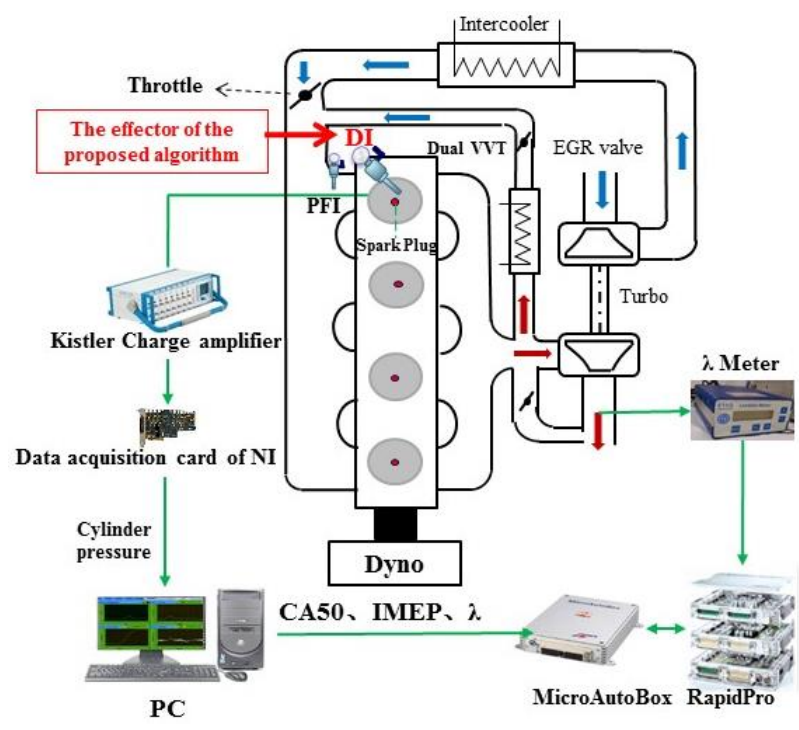 Intercooler
Throttle
The effector of the
proposed algorithm
DI
Dual VVT
EGR valve
PFI
Spark Plug
Turbo
Kistler Charge amplifier
λ Meter
Data acquisition card of NI
Cylinder
pressure
Dyno
CA50、IMEP、λ
PC
MicroAutoBox
RapidPro